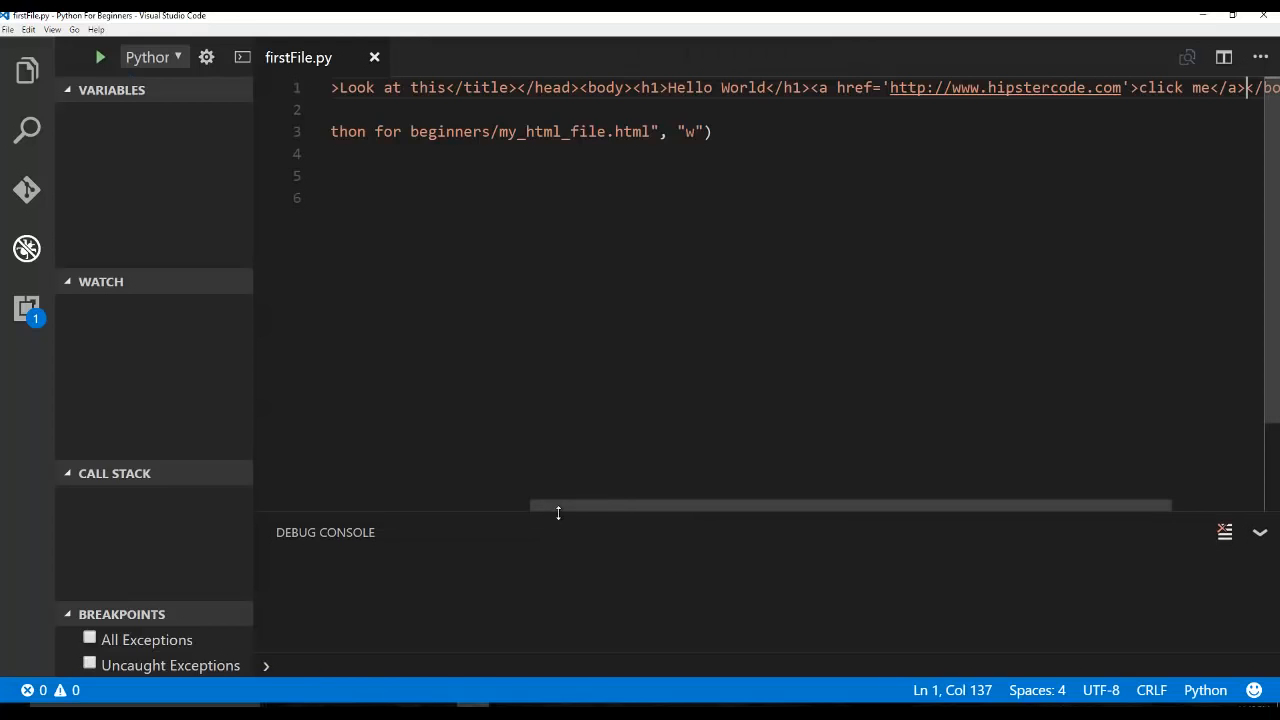 firstFile.py - Python For Beginners - Visual Studio Code
File Edit View Go Help
Python
firstFile.py
VARIABLES
1 >Look at this</title></head><body><h1>Hello World</h1><a href='http://www.hipstercode.com'>click me</a></bo
2
3 thon for beginners/my_html_file.html", "w")
4
5
6
1
WATCH
CALL STACK
DEBUG CONSOLE
BREAKPOINTS
All Exceptions
Uncaught Exceptions
0 0 Ln 1, Col 137 Spaces: 4 UTF-8 CRLF Python